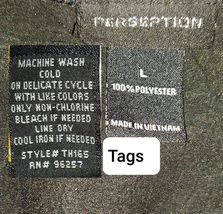 PERSEPTION
MACHINE WASH
COLD
ON DELICATE CYCLE
WITH LIKE COLORS
ONLY NON-CHLORINE
BLEACH IF NEEDED
LINE DRY
COOL IRON IF NEEDED
STYLE# TH165
RN# 96257
L
100% POLYESTER
MADE IN VIETNAM
Tags